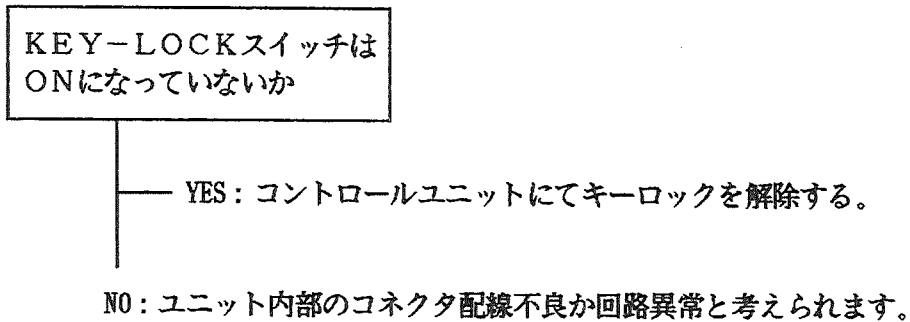 KEY-LOCKスイッチは
ONになっていないか
YES:コントロールユニットにてキーロックを解除する。
NO:ユニット内部のコネクタ配線不良か回路異常と考えられます。